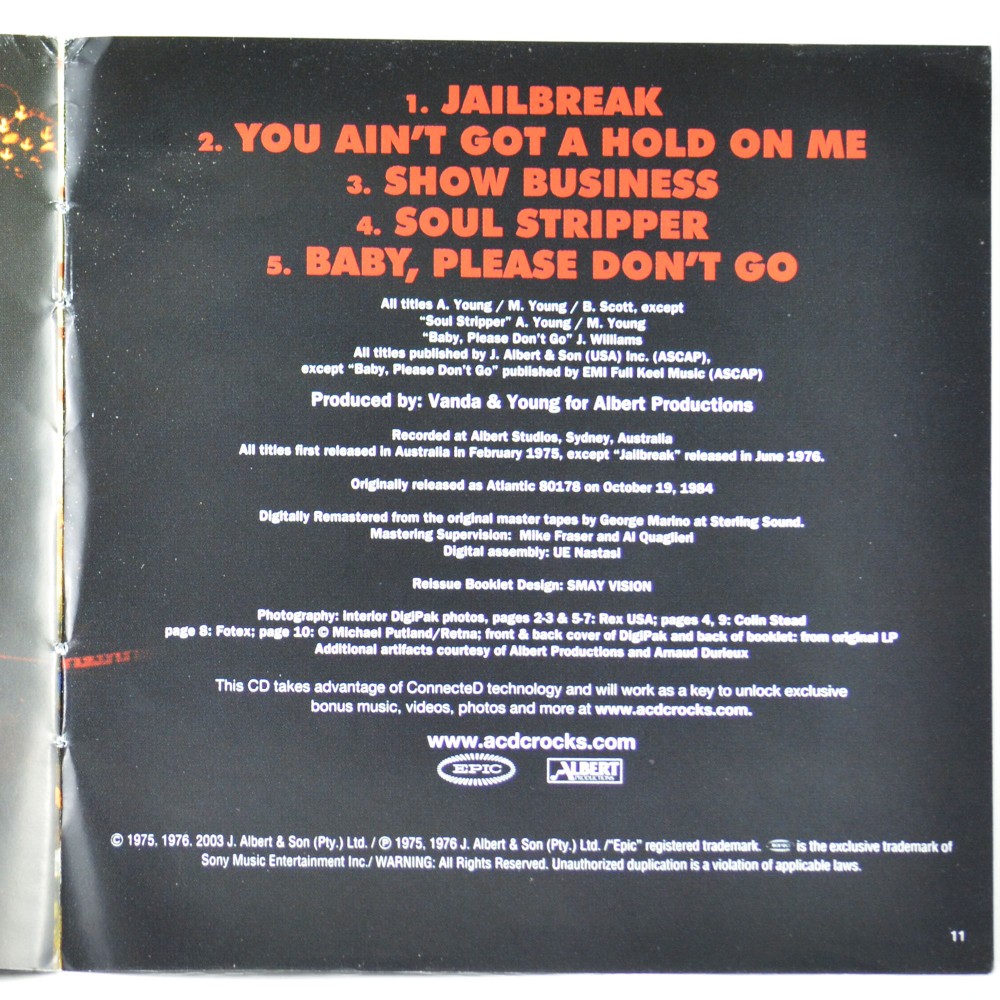 1. JAILBREAK
2. YOU AIN'T GOT A HOLD ON ME
3. SHOW BUSINESS
4. SOUL STRIPPER
5. BABY, PLEASE DON'T GO
All titles A. Young / M. Young / B. Scott, except
"Soul Stripper" A. Young / M. Young
"Baby, Please Don't Go" J. Williams
All titles published by J. Albert & Son (USA) Inc. (ASCAP),
except "Baby, Please Don't Go" published by EMI Full Keel Music (ASCAP)
Produced by: Vanda & Young for Albert Productions
Recorded at Albert Studios, Sydney, Australia
All titles first released in Australia in February 1975, except "Jailbreak" released in June 1976.
Originally released as Atlantic 80178 on October 19, 1984
Digitally Remastered from the original master tapes by George Marino at Sterling Sound.
Mastering Supervision: Mike Fraser and Al Quaglieri
Digital assembly: UE Nastasi
Reissue Booklet Design: SMAY VISION
Photography: interior DigiPak photos, pages 2-3 & 5-7: Rex USA; pages 4, 9: Colin Stead
page 8: Fotex; page 10: © Michael Putland/Retna; front & back cover of DigiPak and back of booklet: from original LP
Additional artifacts courtesy of Albert Productions and Arnaud Durieux
This CD takes advantage of ConnecteD technology and will work as a key to unlock exclusive
bonus music, videos, photos and more at www.acdcrocks.com.
www.acdcrocks.com
EPIC ALBERT PRODUCTIONS
© 1975, 1976, 2003 J. Albert & Son (Pty.) Ltd. / ℗ 1975, 1976 J. Albert & Son (Pty.) Ltd. /"Epic" registered trademark. EPIC is the exclusive trademark of
Sony Music Entertainment Inc./ WARNING: All Rights Reserved. Unauthorized duplication is a violation of applicable laws.
11